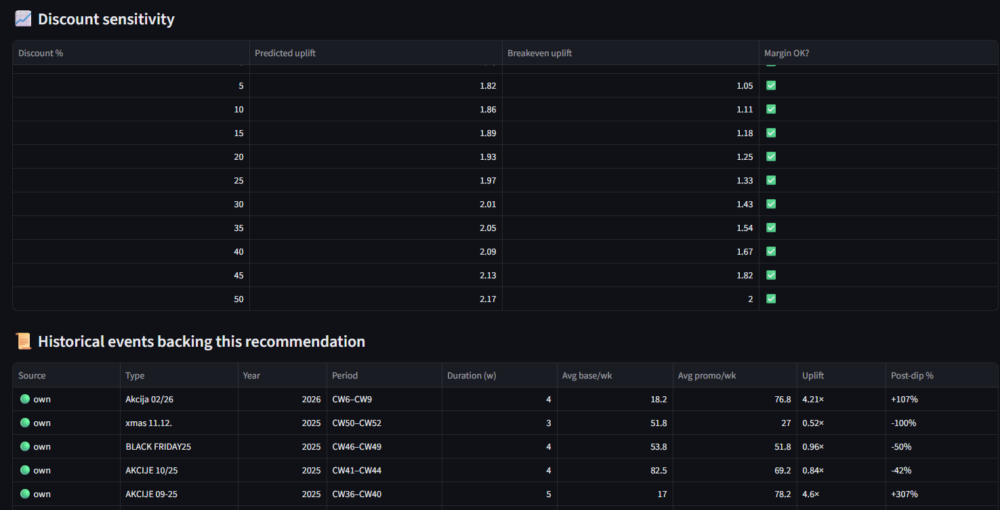 Discount sensitivity
Discount % Predicted uplift Breakeven uplift Margin OK?
5 1.82 1.05 ✅
10 1.86 1.11 ✅
15 1.89 1.18 ✅
20 1.93 1.25 ✅
25 1.97 1.33 ✅
30 2.01 1.43 ✅
35 2.05 1.54 ✅
40 2.09 1.67 ✅
45 2.13 1.82 ✅
50 2.17 2 ✅
Historical events backing this recommendation
Source Type Year Period Duration (w) Avg base/wk Avg promo/wk Uplift Post-dip %
own Akcija 02/26 2026 CW6–CW9 4 18.2 76.8 4.21× +107%
own xmas 11.12. 2025 CW50–CW52 3 51.8 27 0.52× -100%
own BLACK FRIDAY25 2025 CW46–CW49 4 53.8 51.8 0.96× -50%
own AKCIJE 10/25 2025 CW41–CW44 4 82.5 69.2 0.84× -42%
own AKCIJE 09-25 2025 CW36–CW40 5 17 78.2 4.6× +307%